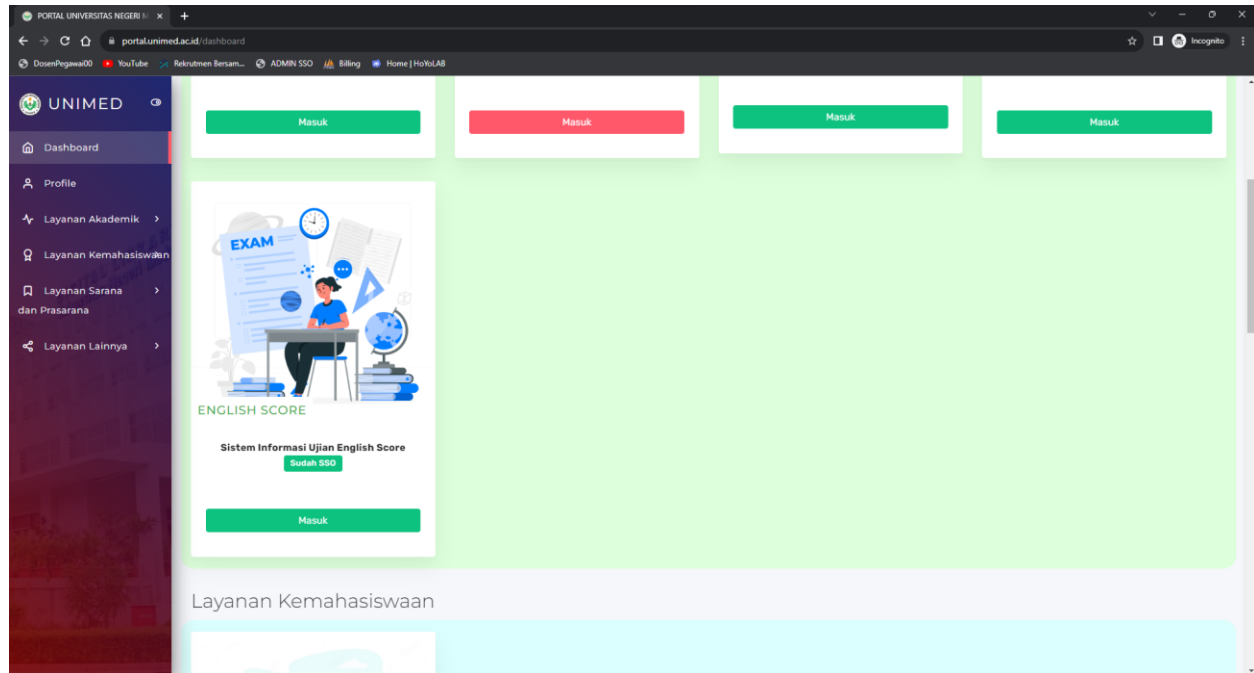 PORTAL UNIVERSITAS NEGERI M
portal.unimed.ac.id/dashboard
Incognito
DosenPegawai00
YouTube
Rekrutmen Bersam...
ADMIN SSO
Billing
Home | HoYoLAB
UNIMED
Dashboard
Profile
Layanan Akademik
Layanan Kemahasiswaan
Layanan Sarana
dan Prasarana
Layanan Lainnya
Masuk
Masuk
Masuk
Masuk
EXAM
ENGLISH SCORE
Sistem Informasi Ujian English Score
Sudah SSO
Masuk
Layanan Kemahasiswaan